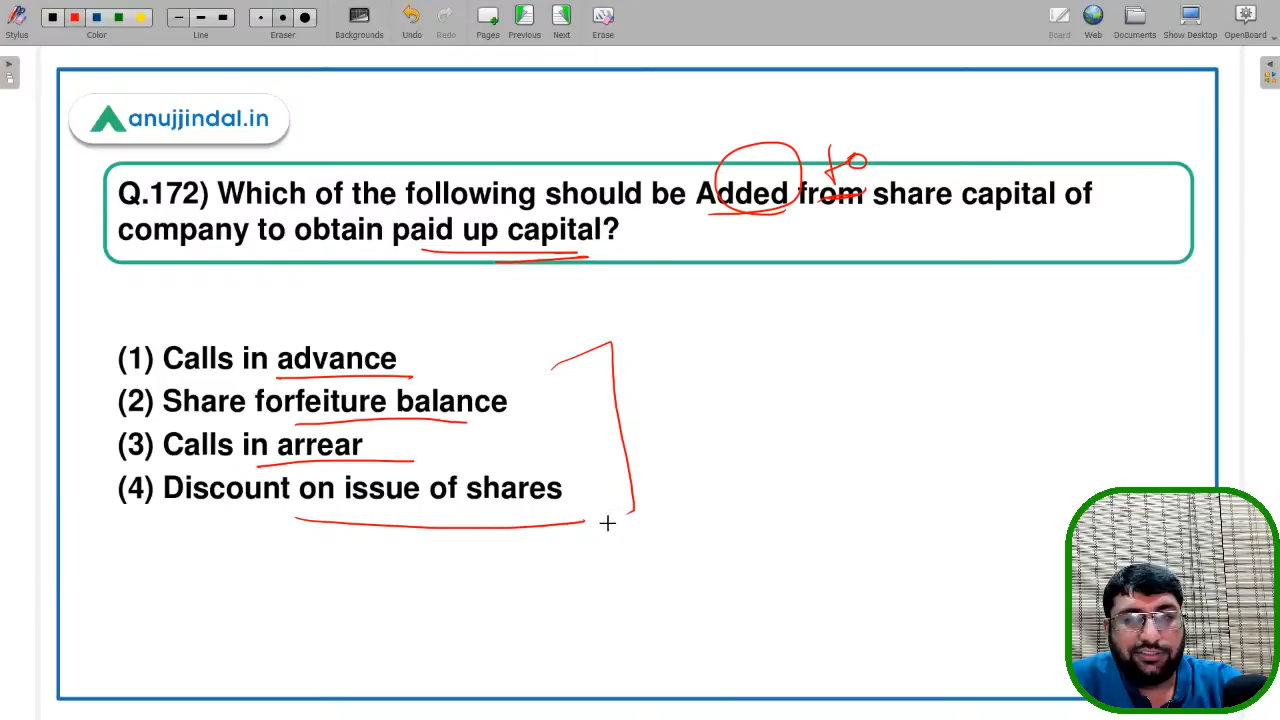 Stylus
Color
Line
Eraser
Backgrounds
Undo
Redo
Pages
Previous
Next
Erase
Board
Web
Documents
Show Desktop
OpenBoard
anujjindal.in
to
Q.172) Which of the following should be Added from share capital of
company to obtain paid up capital?
(1) Calls in advance
(2) Share forfeiture balance
(3) Calls in arrear
(4) Discount on issue of shares